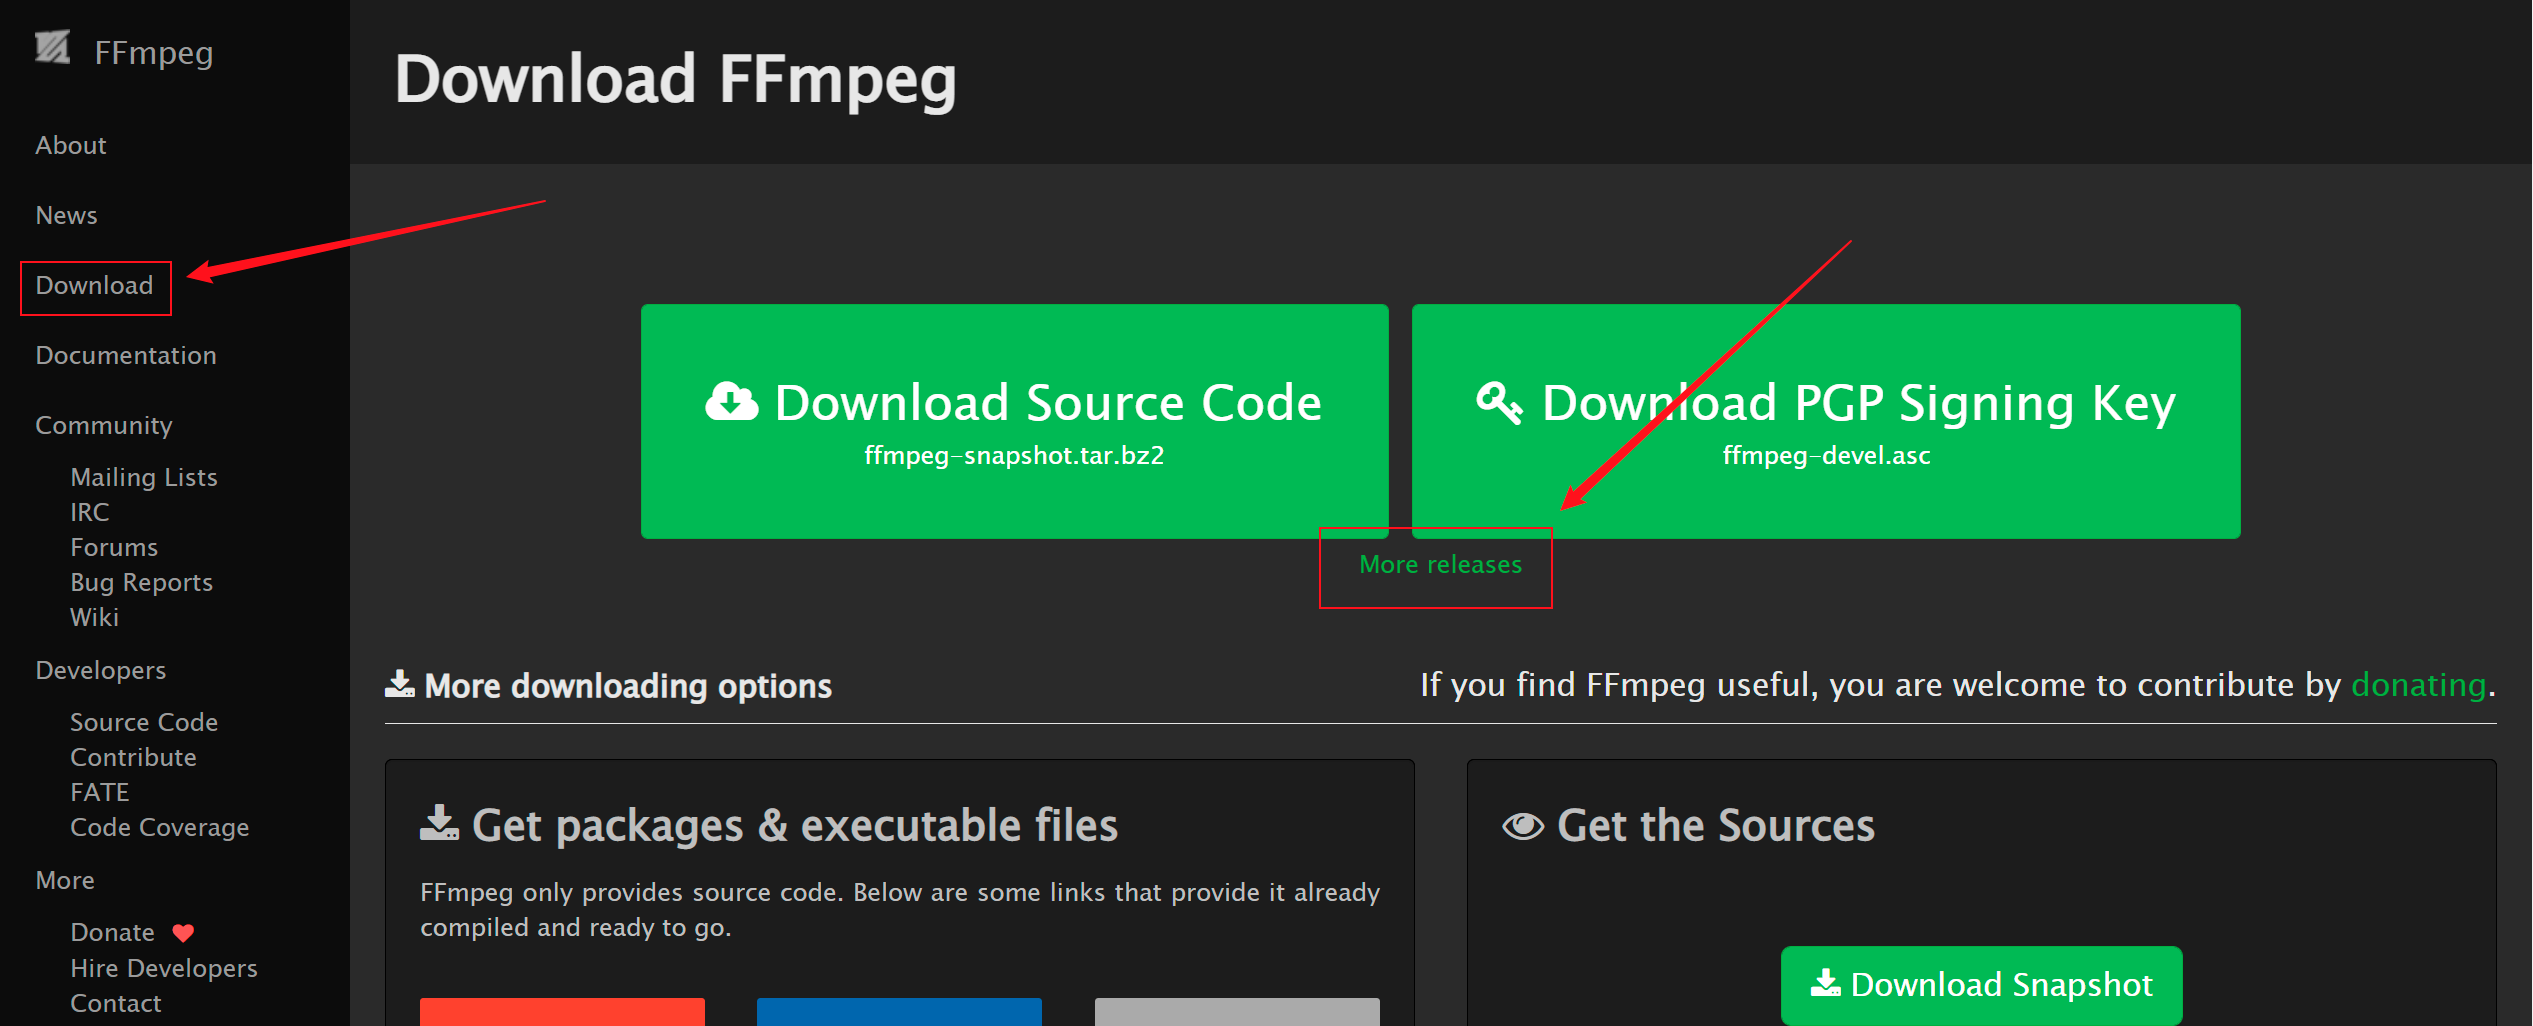 FFmpeg
About
News
Download
Documentation
Community
Mailing Lists
IRC
Forums
Bug Reports
Wiki
Developers
Source Code
Contribute
FATE
Code Coverage
More
Donate
Hire Developers
Contact
Download FFmpeg
Download Source Code
ffmpeg-snapshot.tar.bz2
Download PGP Signing Key
ffmpeg-devel.asc
More releases
More downloading options
If you find FFmpeg useful, you are welcome to contribute by donating.
Get packages & executable files
FFmpeg only provides source code. Below are some links that provide it already
compiled and ready to go.
Get the Sources
Download Snapshot